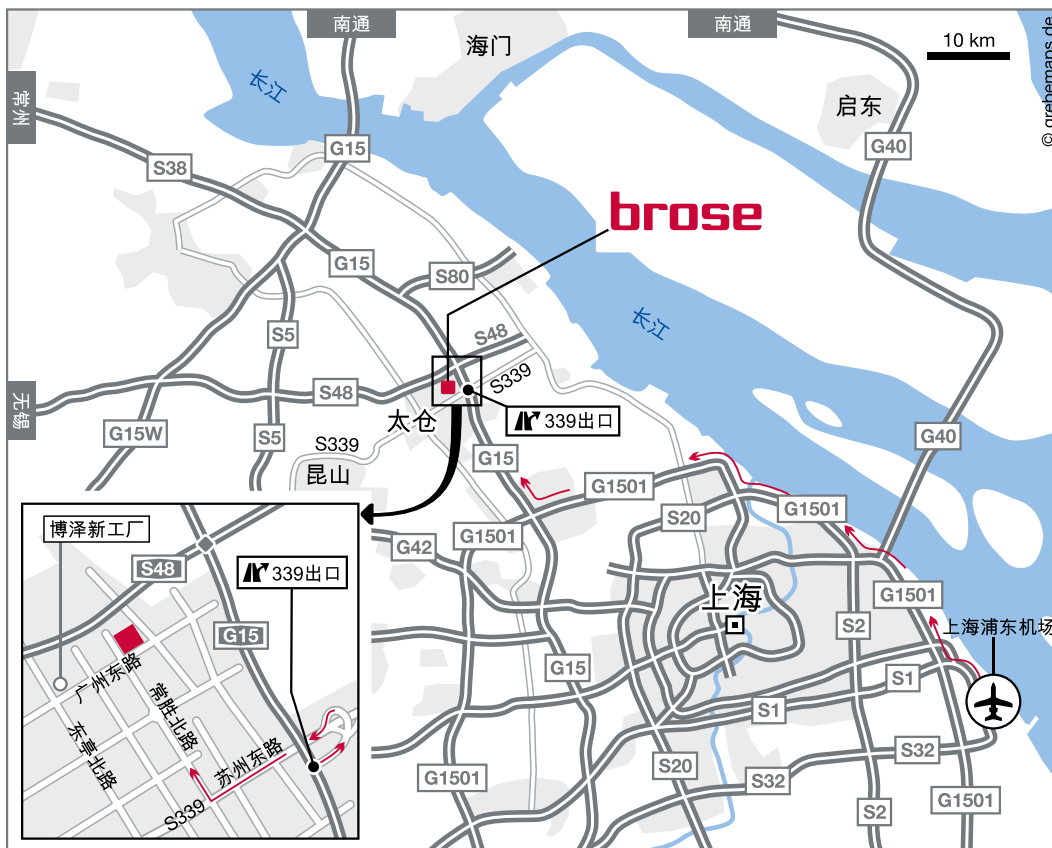 南通
南通
海门
10 km
© grebemaps.de
长江
启东
常州
G15
G40
S38
brose
G15
S80
长江
S5
S48
S48
S339
无锡
太仓
339出口
G15W
S5
S339
G15
G40
昆山
G1501
S20
G1501
G1501
G42
上海
G1501
S2
上海浦东机场
G15
S1
S1
S32
G1501
S20
S32
G1501
S2
博泽新工厂
S48
339出口
G15
广州东路
常胜北路
东亭北路
苏州东路
S339